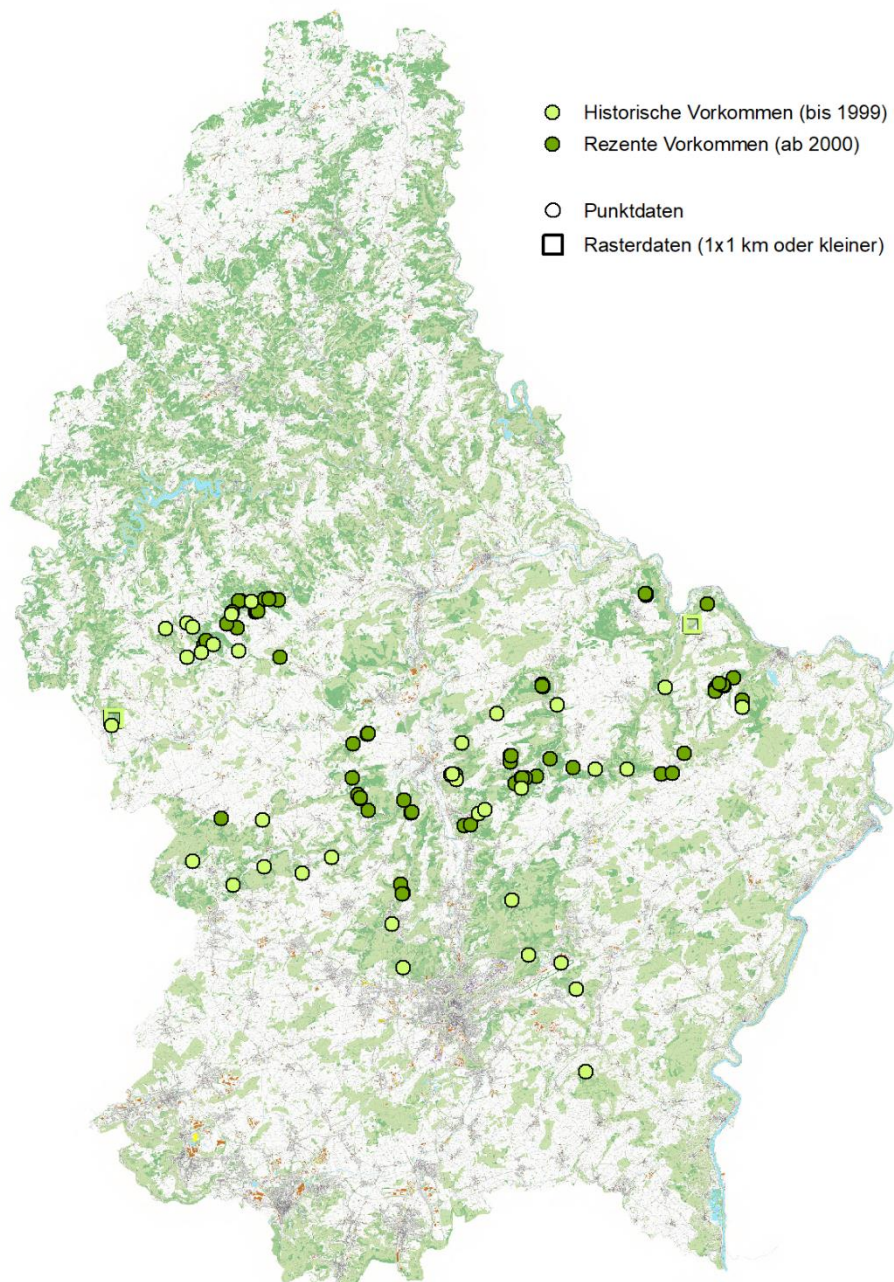 Historische Vorkommen (bis 1999)
Rezente Vorkommen (ab 2000)
Punktdaten
Rasterdaten (1x1 km oder kleiner)